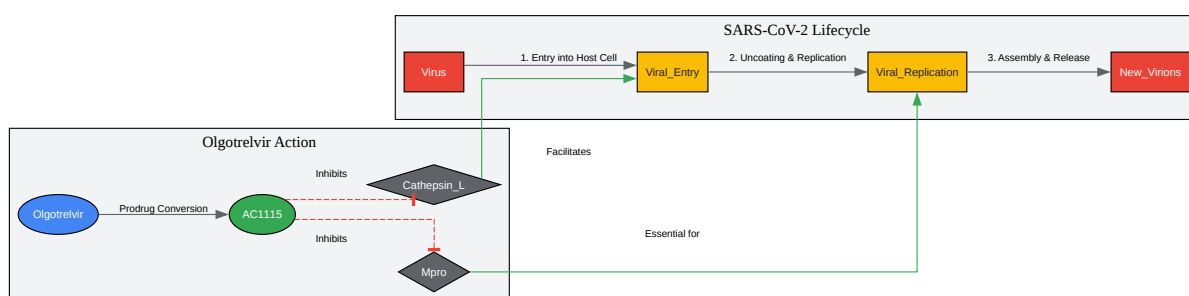 SARS-CoV-2 Lifecycle
Virus
1. Entry into Host Cell
Viral_Entry
2. Uncoating & Replication
Viral_Replication
3. Assembly & Release
New_Virions
Olgotrelvir Action
Facilitates
Inhibits
Cathepsin_L
Olgotrelvir
Prodrug Conversion
AC1115
Inhibits
Essential for
Mpro